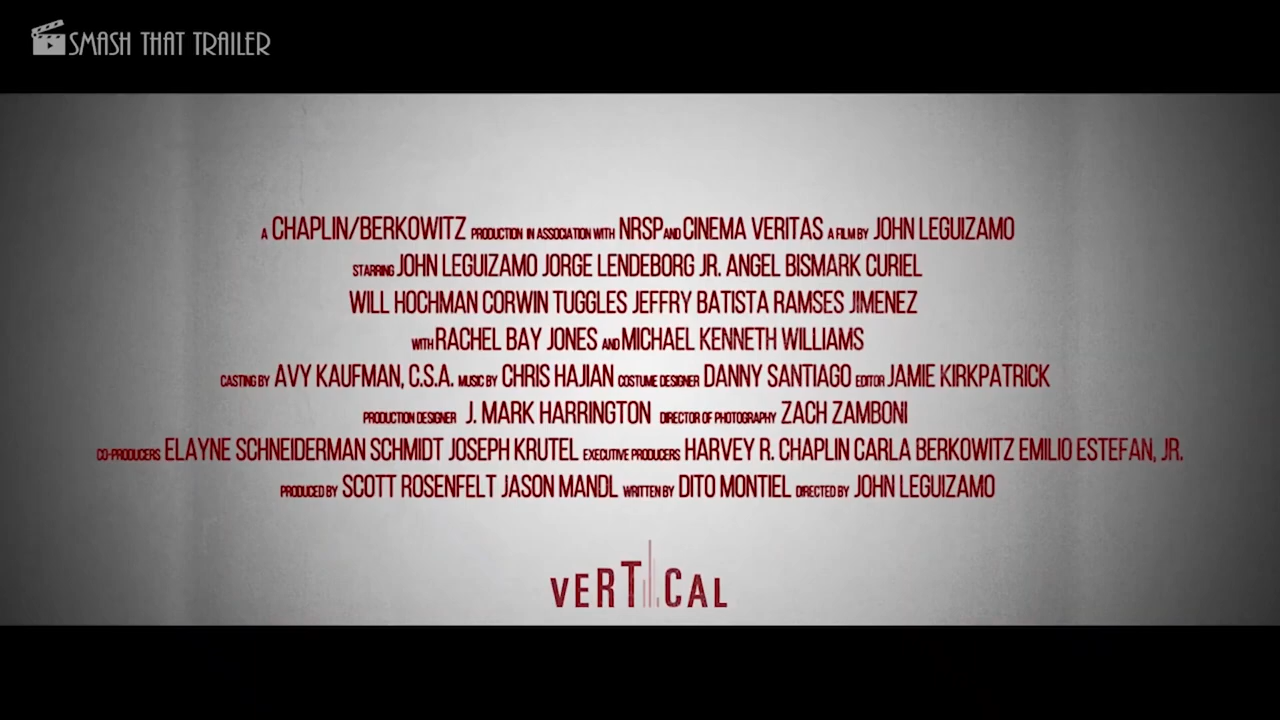 SMASH THAT TRAILER
A CHAPLIN/BERKOWITZ PRODUCTION IN ASSOCIATION WITH NRSP AND CINEMA VERITAS A FILM BY JOHN LEGUIZAMO
STARRING JOHN LEGUIZAMO JORGE LENDEBORG JR. ANGEL BISMARK CURIEL
WILL HOCHMAN CORWIN TUGGLES JEFFRY BATISTA RAMSES JIMENEZ
WITH RACHEL BAY JONES AND MICHAEL KENNETH WILLIAMS
CASTING BY AVY KAUFMAN, C.S.A. MUSIC BY CHRIS HAJIAN COSTUME DESIGNER DANNY SANTIAGO EDITOR JAMIE KIRKPATRICK
PRODUCTION DESIGNER J. MARK HARRINGTON DIRECTOR OF PHOTOGRAPHY ZACH ZAMBONI
CO-PRODUCERS ELAYNE SCHNEIDERMAN SCHMIDT JOSEPH KRUTEL EXECUTIVE PRODUCERS HARVEY R. CHAPLIN CARLA BERKOWITZ EMILIO ESTEFAN, JR.
PRODUCED BY SCOTT ROSENFELT JASON MANDL WRITTEN BY DITO MONTIEL DIRECTED BY JOHN LEGUIZAMO
VERTICAL